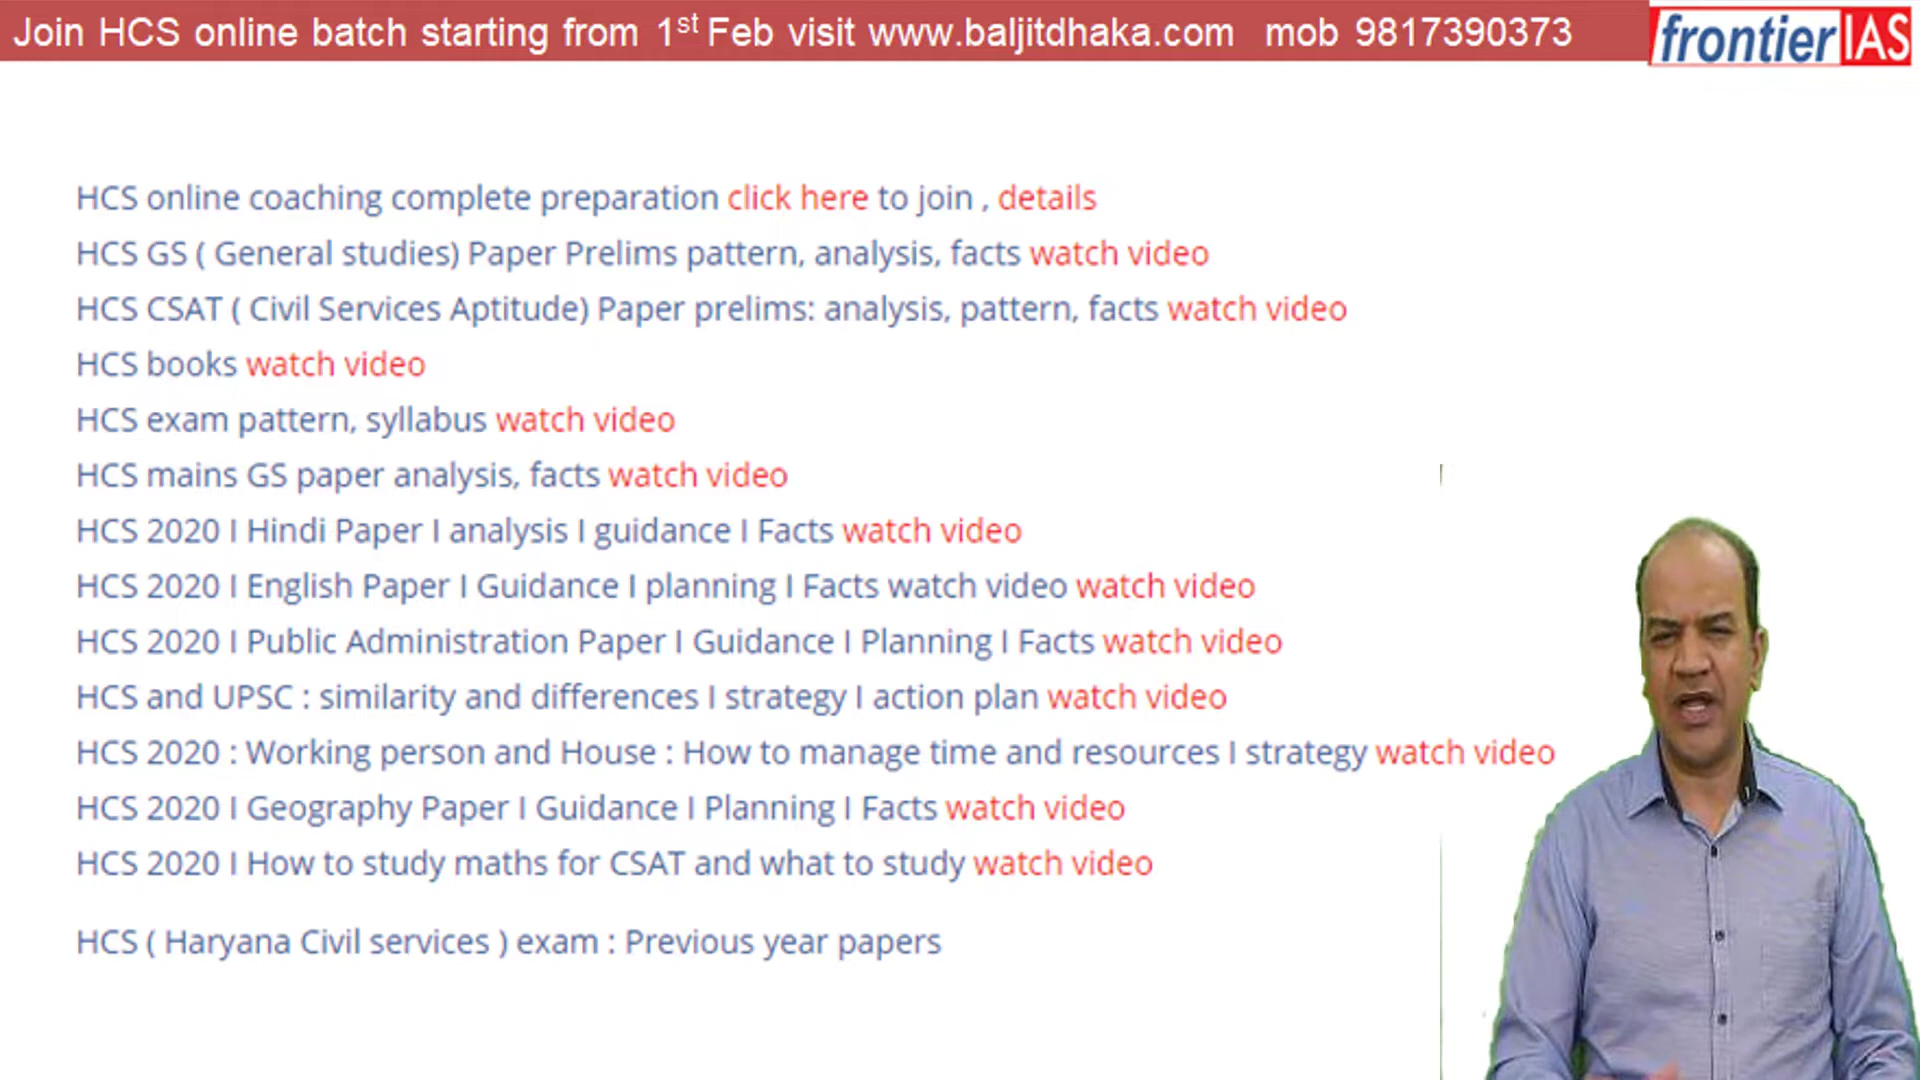 Join HCS online batch starting from 1st Feb visit www.baljitdhaka.com mob 9817390373
frontier IAS
HCS online coaching complete preparation click here to join , details
HCS GS ( General studies) Paper Prelims pattern, analysis, facts watch video
HCS CSAT ( Civil Services Aptitude) Paper prelims: analysis, pattern, facts watch video
HCS books watch video
HCS exam pattern, syllabus watch video
HCS mains GS paper analysis, facts watch video
HCS 2020 I Hindi Paper I analysis I guidance I Facts watch video
HCS 2020 I English Paper I Guidance I planning I Facts watch video watch video
HCS 2020 I Public Administration Paper I Guidance I Planning I Facts watch video
HCS and UPSC : similarity and differences I strategy I action plan watch video
HCS 2020 : Working person and House : How to manage time and resources I strategy watch video
HCS 2020 I Geography Paper I Guidance I Planning I Facts watch video
HCS 2020 I How to study maths for CSAT and what to study watch video
HCS ( Haryana Civil services ) exam : Previous year papers